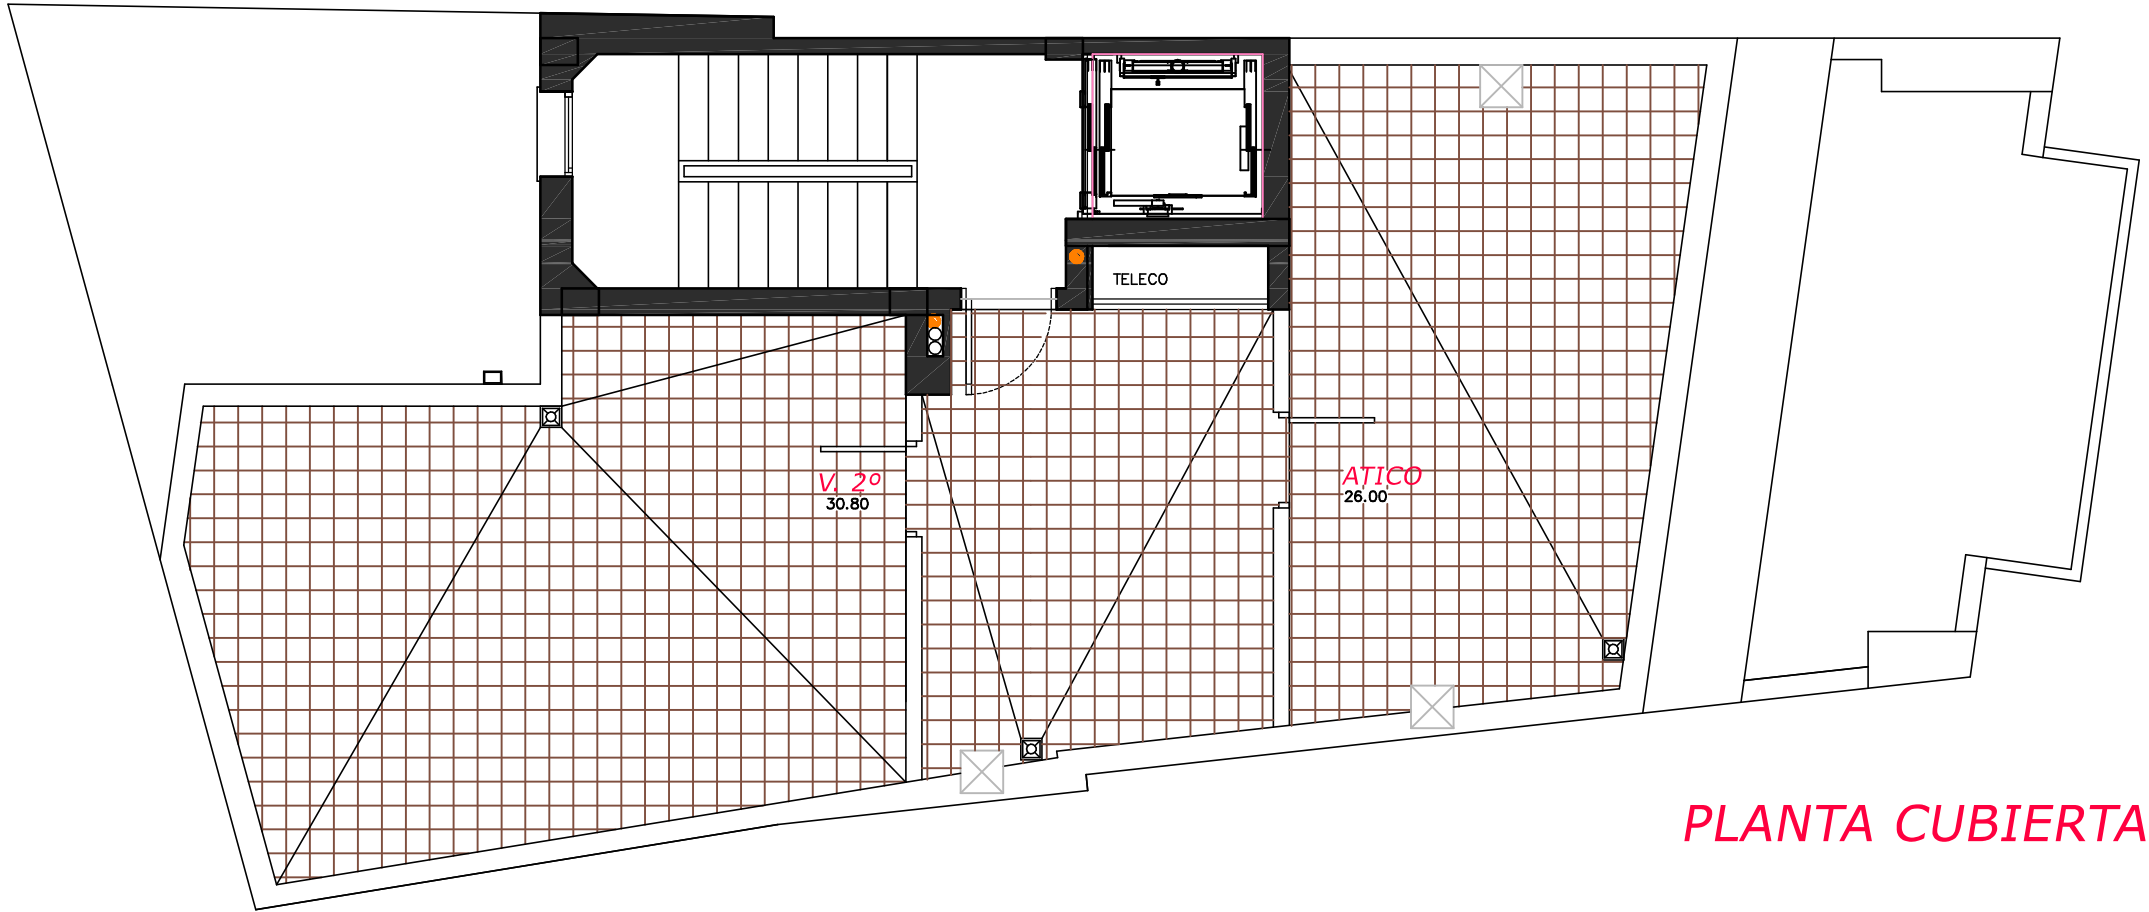 TELECO
V. 2º
30.80
ATICO
26.00
PLANTA CUBIERTA